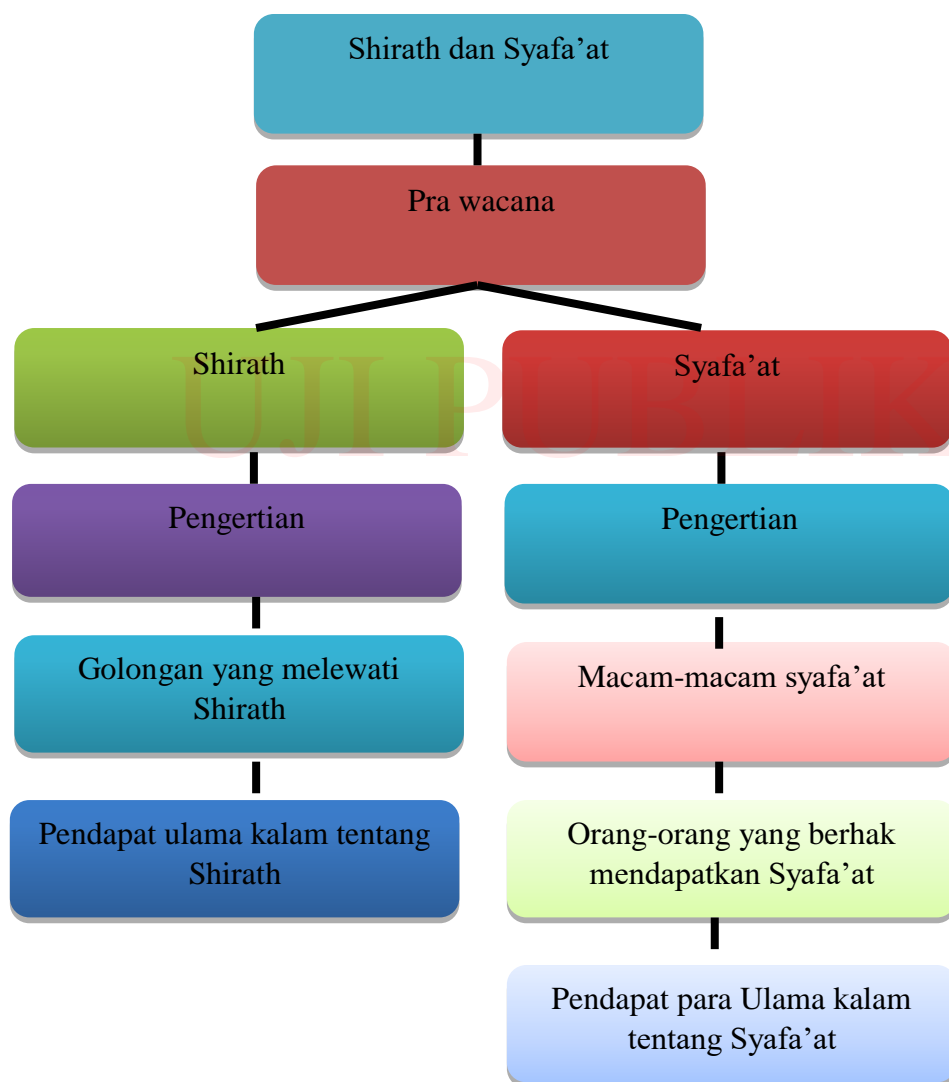 Shirath dan Syafa’at
Pra wacana
Shirath
Syafa’at
UJI PUBLIK
Pengertian
Pengertian
Golongan yang melewati
Shirath
Macam-macam syafa’at
Pendapat ulama kalam tentang
Shirath
Orang-orang yang berhak
mendapatkan Syafa’at
Pendapat para Ulama kalam
tentang Syafa’at